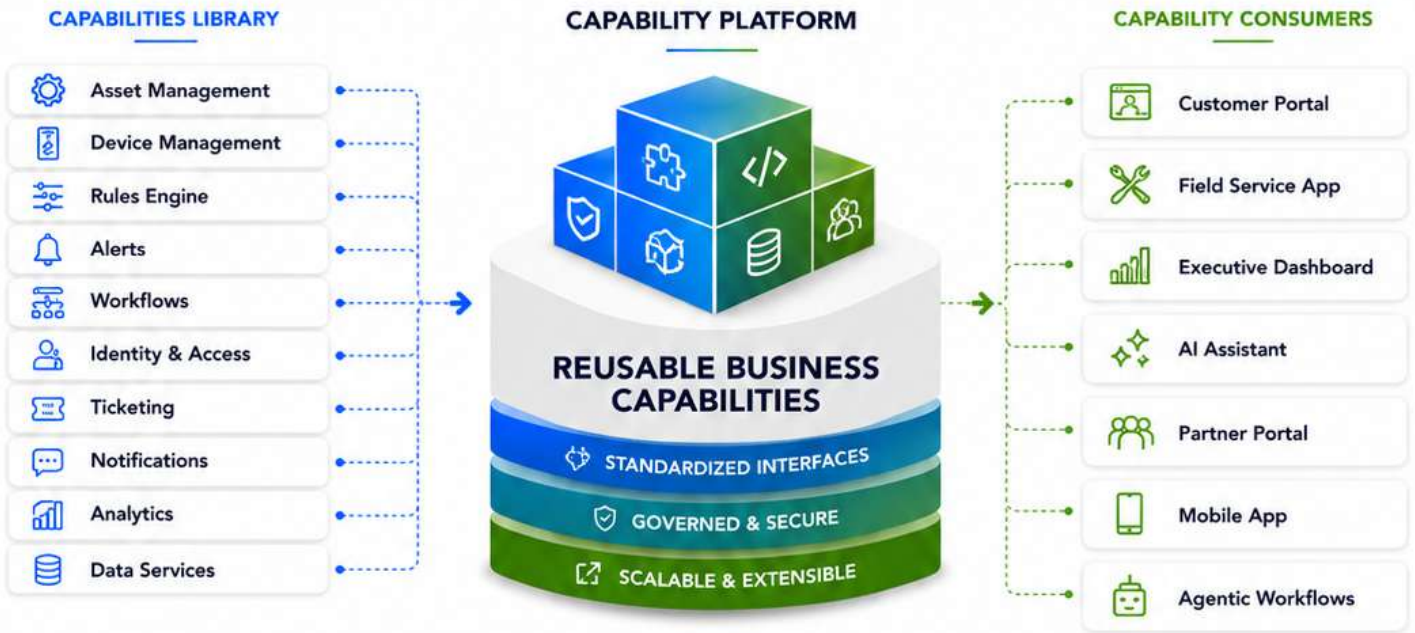 CAPABILITIES LIBRARY
Asset Management
Device Management
Rules Engine
Alerts
Workflows
Identity & Access
Ticketing
Notifications
Analytics
Data Services
CAPABILITY PLATFORM
</>
REUSABLE BUSINESS
CAPABILITIES
STANDARDIZED INTERFACES
GOVERNED & SECURE
SCALABLE & EXTENSIBLE
CAPABILITY CONSUMERS
Customer Portal
Field Service App
Executive Dashboard
AI Assistant
Partner Portal
Mobile App
Agentic Workflows